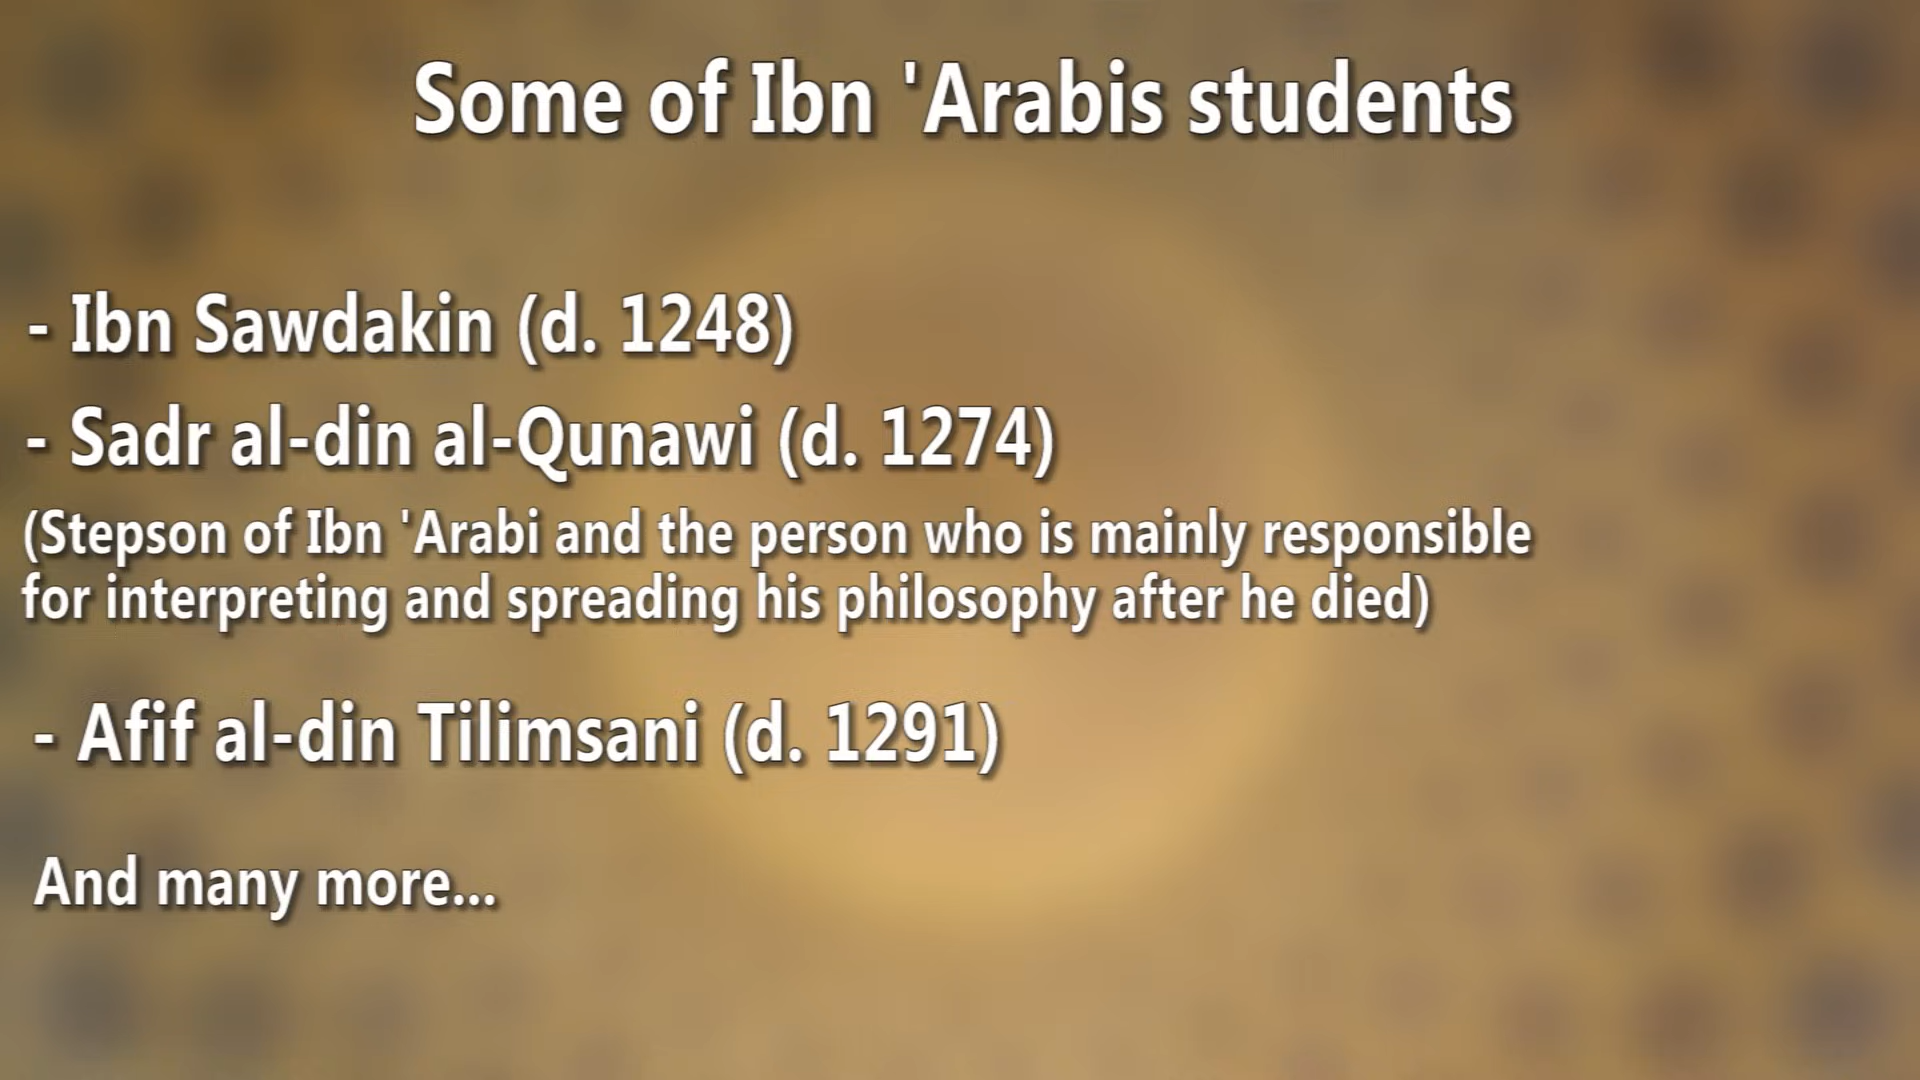 Some of Ibn 'Arabis students
- Ibn Sawdakin (d. 1248)
- Sadr al-din al-Qunawi (d. 1274)
(Stepson of Ibn 'Arabi and the person who is mainly responsible
for interpreting and spreading his philosophy after he died)
- Afif al-din Tilimsani (d. 1291)
And many more...